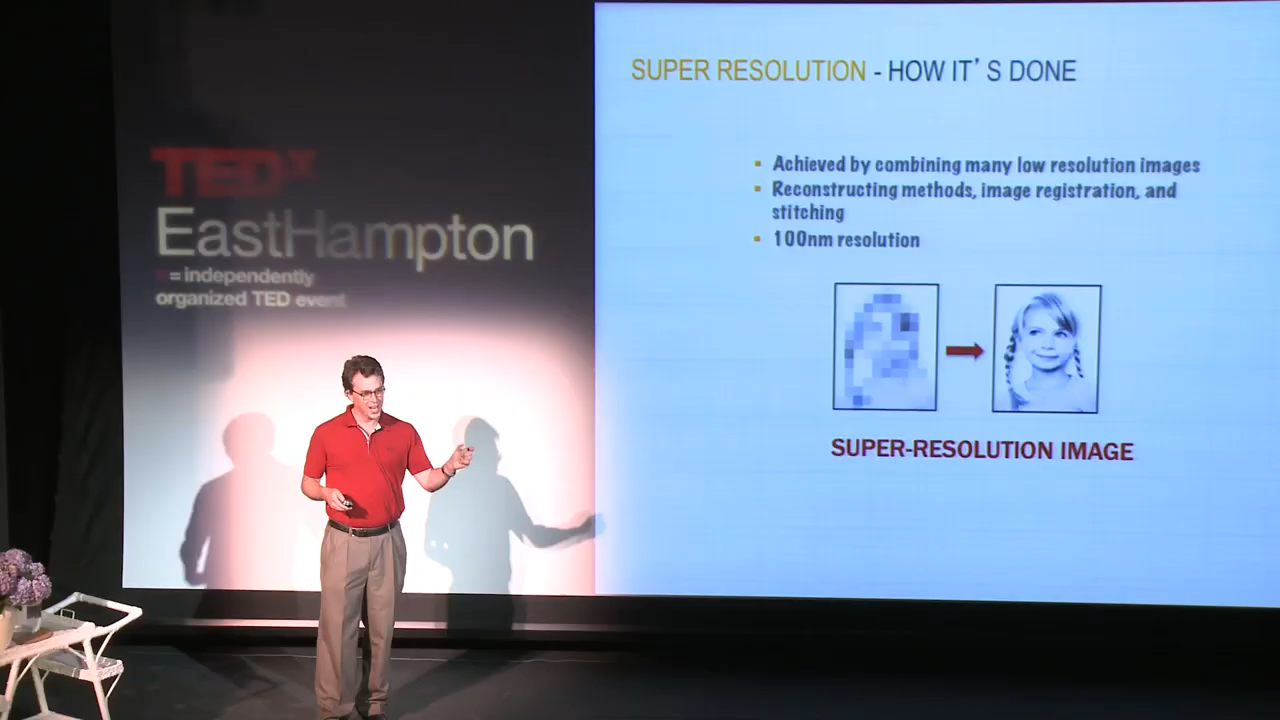 TEDx
EastHampton
x = independently
organized TED event
SUPER RESOLUTION - HOW IT'S DONE
Achieved by combining many low resolution images
Reconstructing methods, image registration, and
stitching
100nm resolution
SUPER-RESOLUTION IMAGE